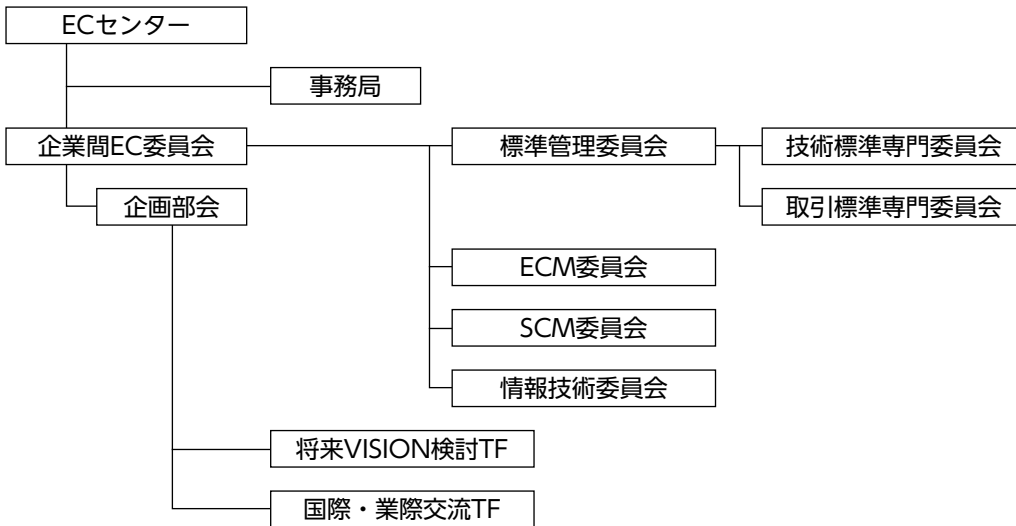 ECセンター
事務局
企業間EC委員会
標準管理委員会
技術標準専門委員会
企画部会
取引標準専門委員会
ECM委員会
SCM委員会
情報技術委員会
将来VISION検討TF
国際・業際交流TF